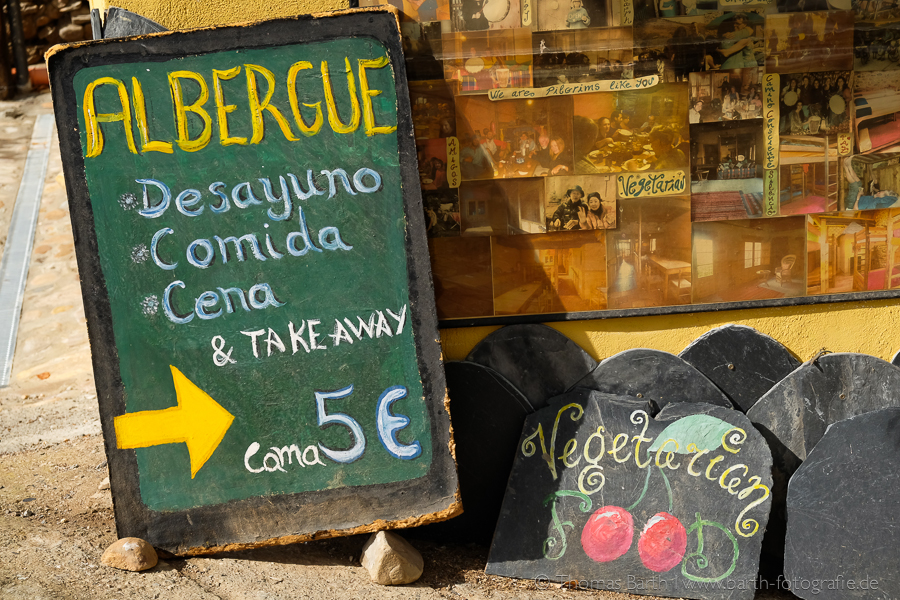 ALBERGUE
Desayuno
Comida
Cena
& TAKE AWAY
Cama 5€
We are Pilgrims like you
Vegetarian
Vegetarian
FOOD
© Thomas Barth | www.barth-fotografie.de